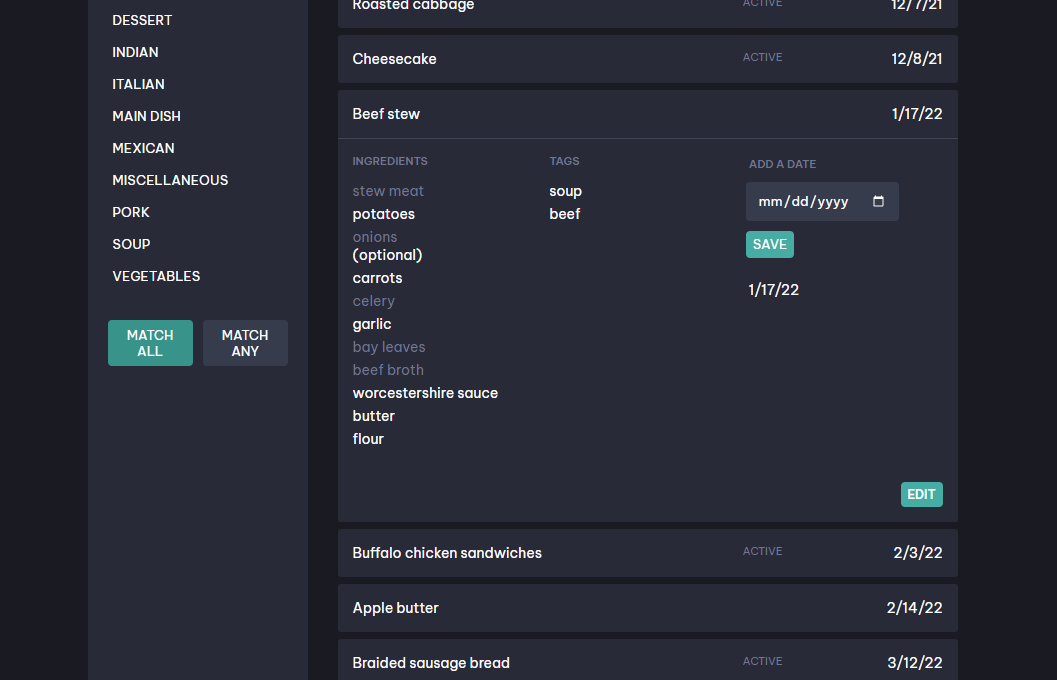 DESSERT
INDIAN
ITALIAN
MAIN DISH
MEXICAN
MISCELLANEOUS
PORK
SOUP
VEGETABLES
MATCH
ALL
MATCH
ANY
Roasted cabbage ACTIVE 12/7/21
Cheesecake ACTIVE 12/8/21
Beef stew 1/17/22
INGREDIENTS
stew meat
potatoes
onions
(optional)
carrots
celery
garlic
bay leaves
beef broth
worcestershire sauce
butter
flour
TAGS
soup
beef
ADD A DATE
mm/dd/yyyy
SAVE
1/17/22
EDIT
Buffalo chicken sandwiches ACTIVE 2/3/22
Apple butter 2/14/22
Braided sausage bread ACTIVE 3/12/22